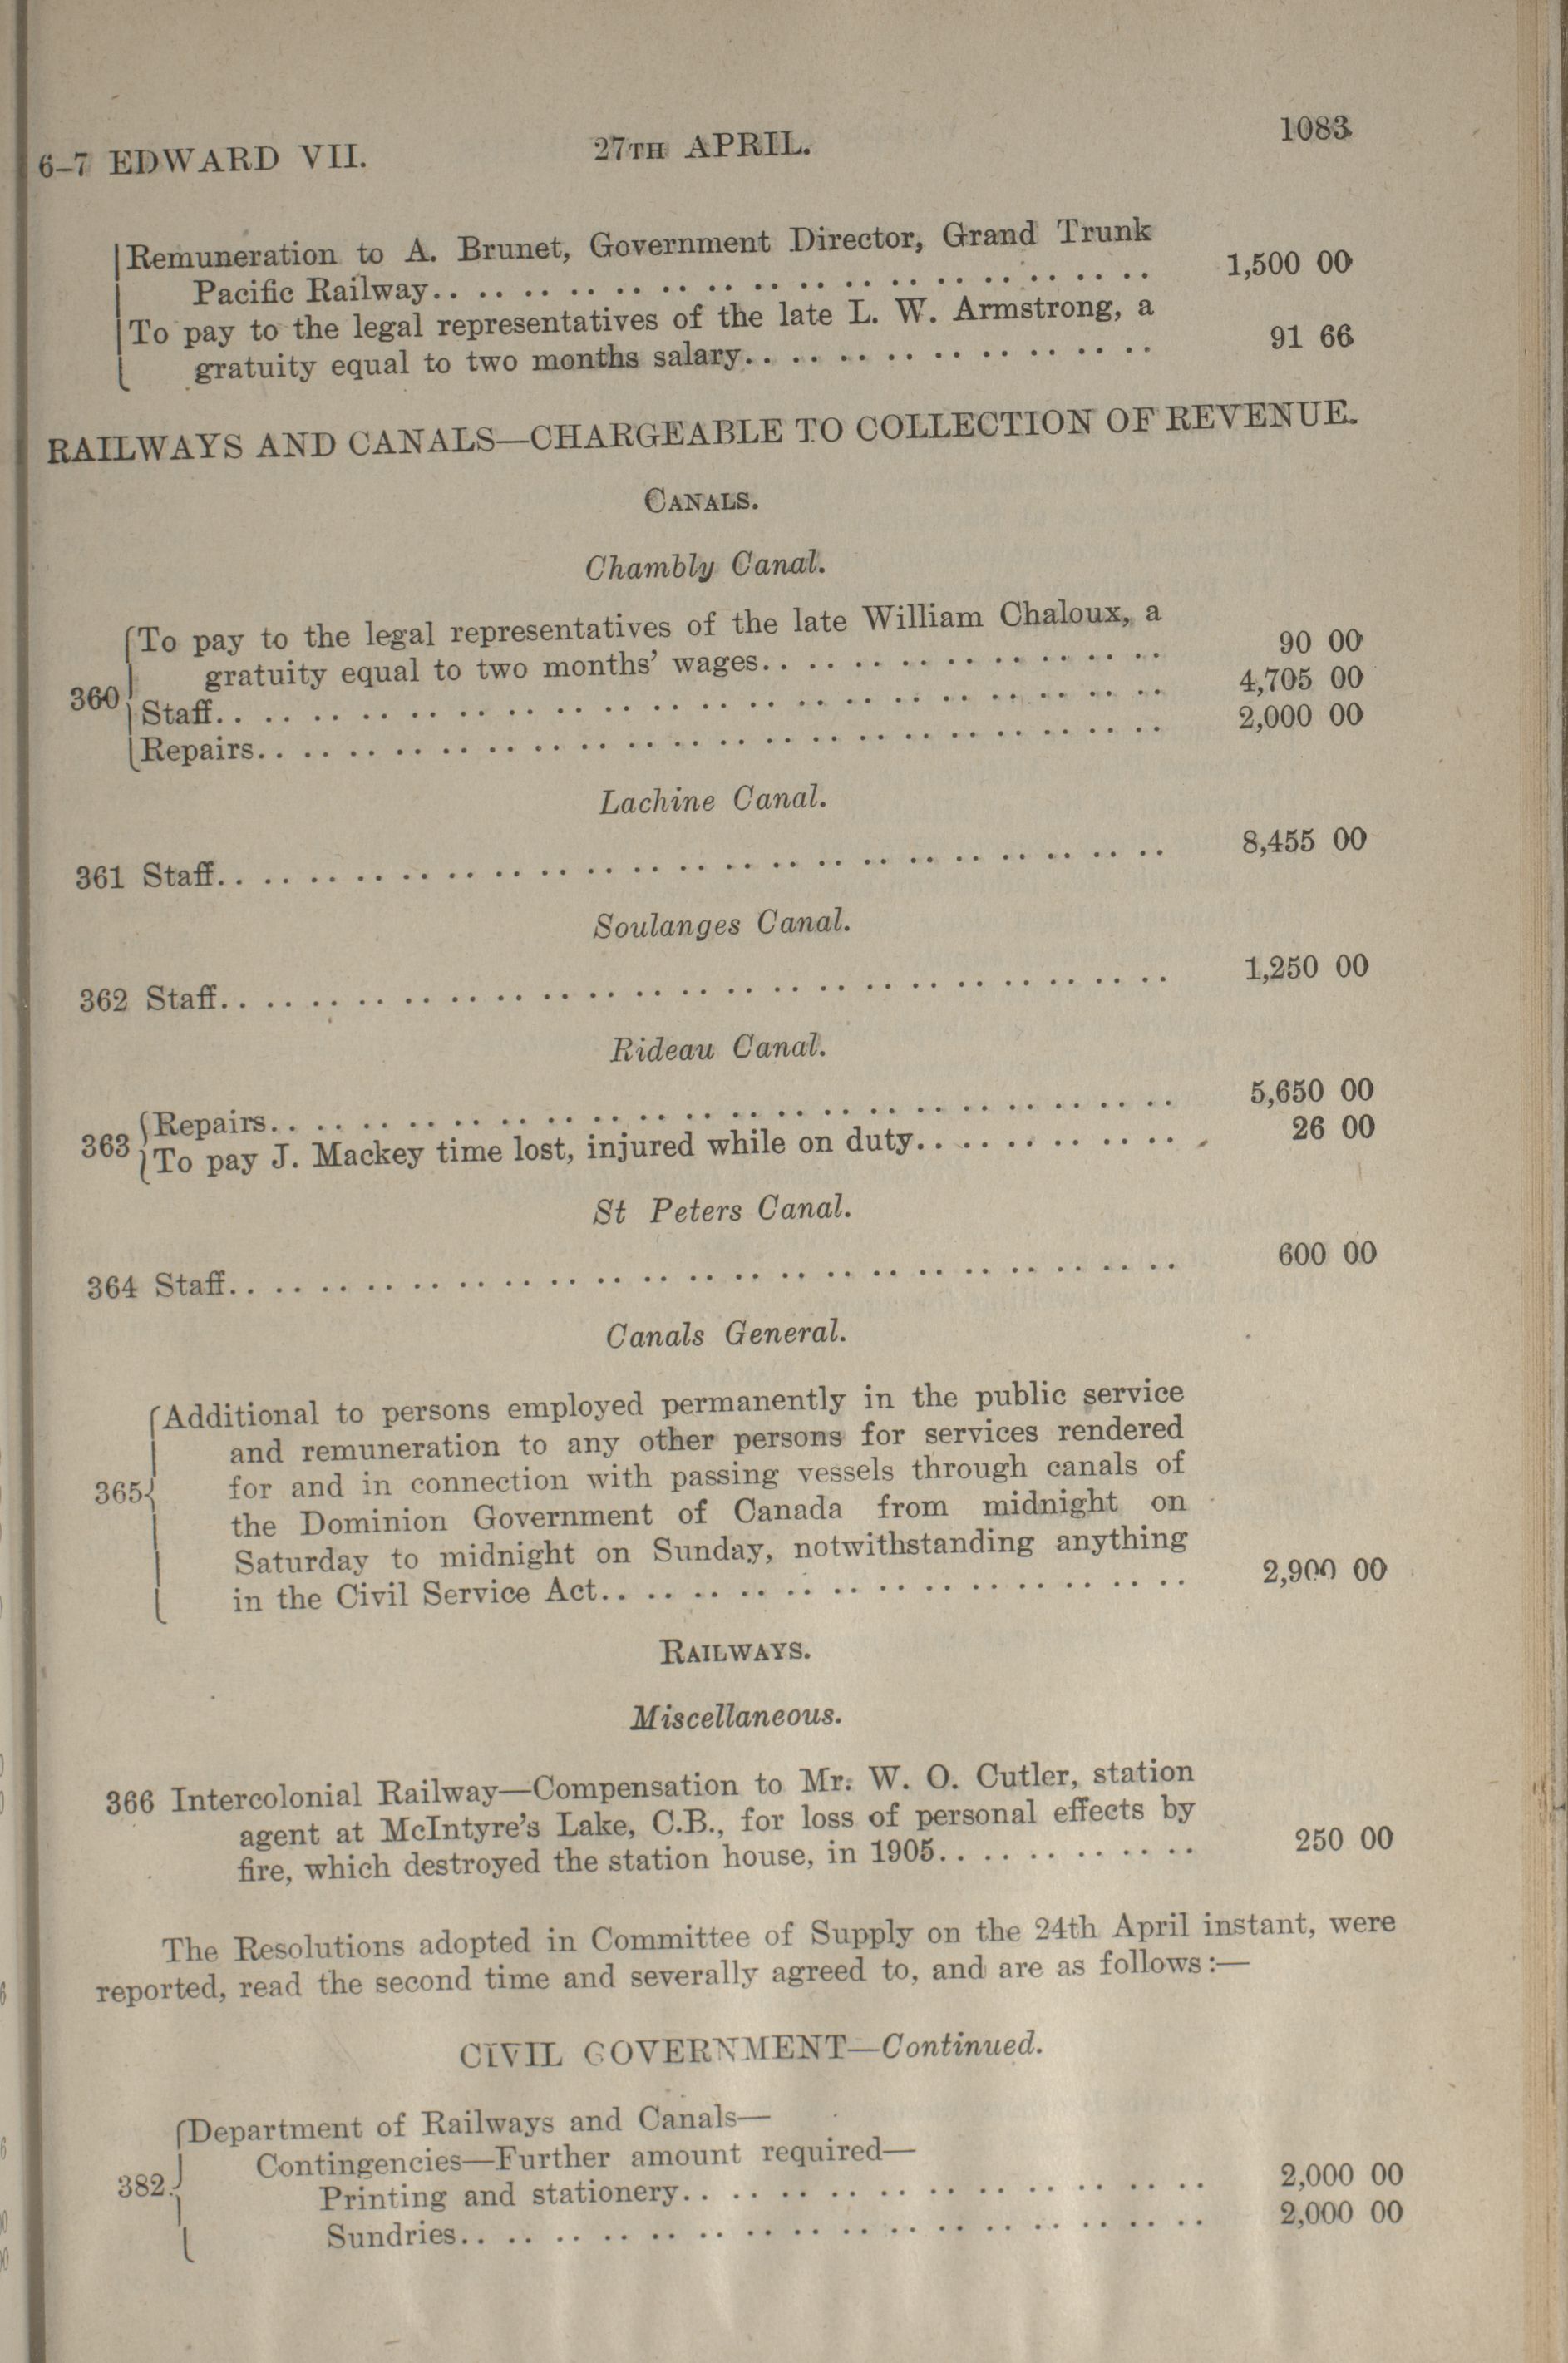 6-7 EDWARD VII. 27TH APRIL. 1083
Remuneration to A. Brunet, Government Director, Grand Trunk
Pacific Railway.. .. .. .. .. .. .. .. .. .. .. .. .. .. .. .. 1,500 00
To pay to the legal representatives of the late L. W. Armstrong, a
gratuity equal to two months salary.. .. .. .. .. .. .. .. .. 91 66
RAILWAYS AND CANALS—CHARGEABLE TO COLLECTION OF REVENUE.
CANALS.
Chambly Canal.
To pay to the legal representatives of the late William Chaloux, a
gratuity equal to two months' wages.. .. .. .. .. .. .. .. .. 90 00
360 Staff.. .. .. .. .. .. .. .. .. .. .. .. .. .. .. .. .. .. .. .. .. 4,705 00
Repairs.. .. .. .. .. .. .. .. .. .. .. .. .. .. .. .. .. .. .. .. 2,000 00
Lachine Canal.
361 Staff.. .. .. .. .. .. .. .. .. .. .. .. .. .. .. .. .. .. .. .. .. 8,455 00
Soulanges Canal.
362 Staff.. .. .. .. .. .. .. .. .. .. .. .. .. .. .. .. .. .. .. .. .. 1,250 00
Rideau Canal.
Repairs.. .. .. .. .. .. .. .. .. .. .. .. .. .. .. .. .. .. .. .. 5,650 00
363 To pay J. Mackey time lost, injured while on duty.. .. .. .. .. .. 26 00
St Peters Canal.
364 Staff.. .. .. .. .. .. .. .. .. .. .. .. .. .. .. .. .. .. .. .. .. 600 00
Canals General.
Additional to persons employed permanently in the public service
and remuneration to any other persons for services rendered
365 for and in connection with passing vessels through canals of
the Dominion Government of Canada from midnight on
Saturday to midnight on Sunday, notwithstanding anything
in the Civil Service Act.. .. .. .. .. .. .. .. .. .. .. .. .. 2,900 00
RAILWAYS.
Miscellaneous.
366 Intercolonial Railway—Compensation to Mr. W. O. Cutler, station
agent at McIntyre's Lake, C.B., for loss of personal effects by
fire, which destroyed the station house, in 1905.. .. .. .. .. .. 250 00
The Resolutions adopted in Committee of Supply on the 24th April instant, were
reported, read the second time and severally agreed to, and are as follows:—
CIVIL GOVERNMENT—Continued.
Department of Railways and Canals—
Contingencies—Further amount required—
382 Printing and stationery.. .. .. .. .. .. .. .. .. .. .. .. 2,000 00
Sundries.. .. .. .. .. .. .. .. .. .. .. .. .. .. .. .. 2,000 00